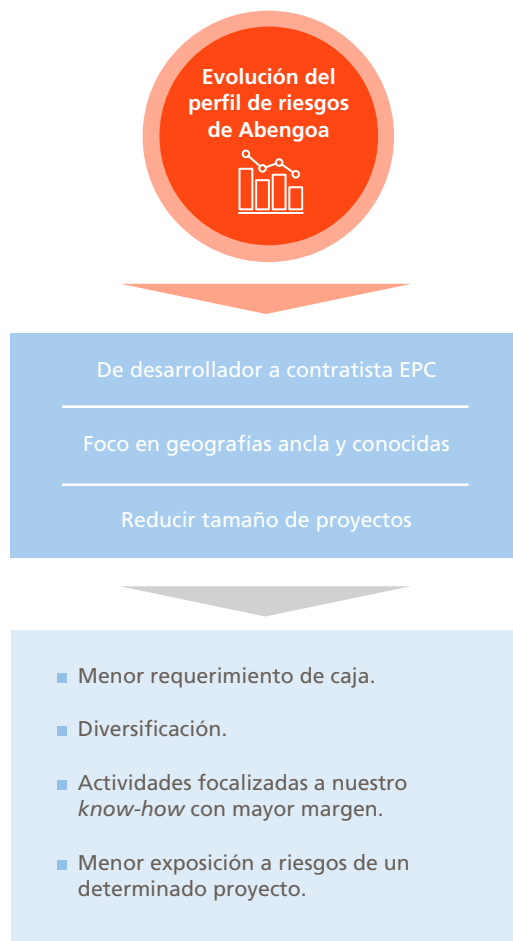 Evolución del
perfil de riesgos
de Abengoa
De desarrollador a contratista EPC
Foco en geografías ancla y conocidas
Reducir tamaño de proyectos
Menor requerimiento de caja.
Diversificación.
Actividades focalizadas a nuestro
know-how con mayor margen.
Menor exposición a riesgos de un
determinado proyecto.